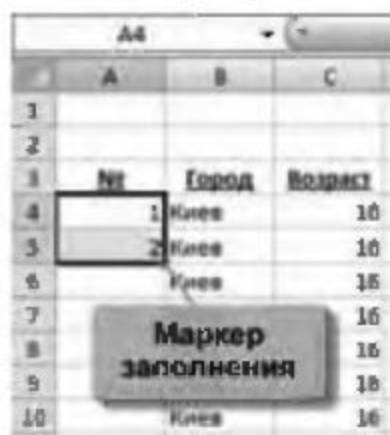 A4
A B C
1
2
3 № Город Возраст
4 1 Киев 16
5 2 Киев 16
6 Киев 16
7 16
8 Маркер 16
9 заполнения 16
10 Киев 16